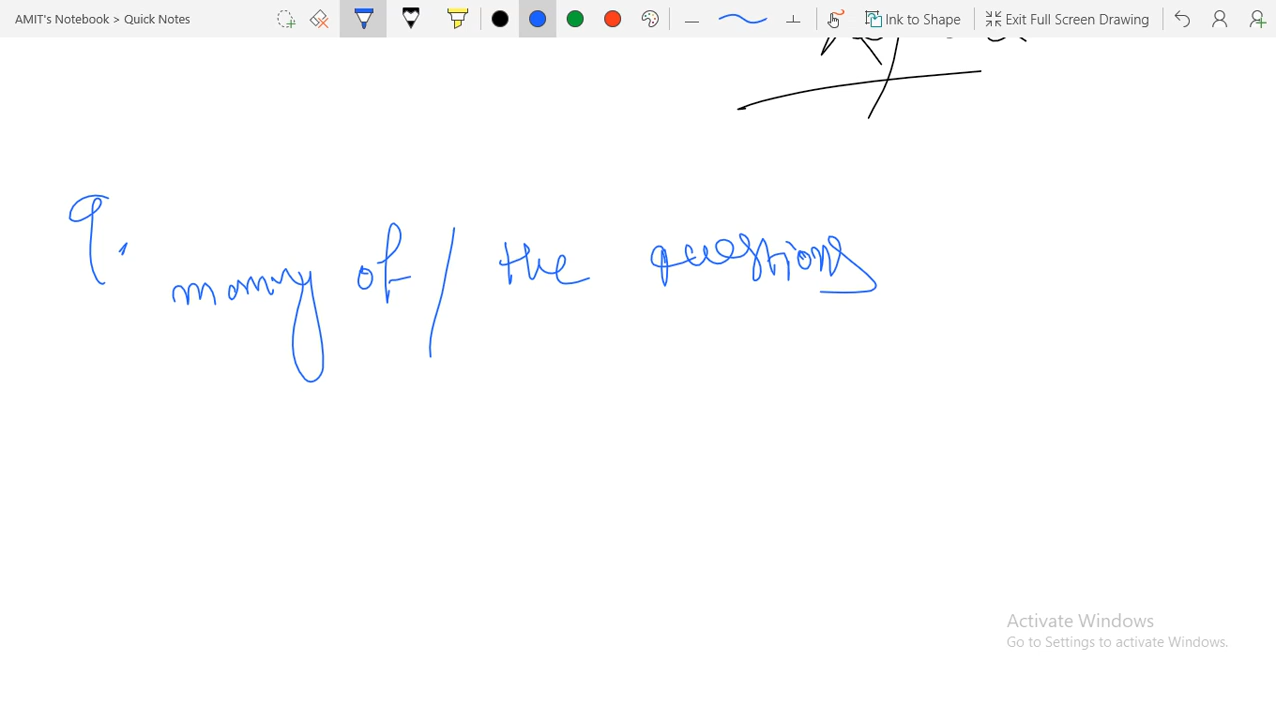 AMIT's Notebook > Quick Notes
Ink to Shape
Exit Full Screen Drawing
9.
many of / the questions
Activate Windows
Go to Settings to activate Windows.